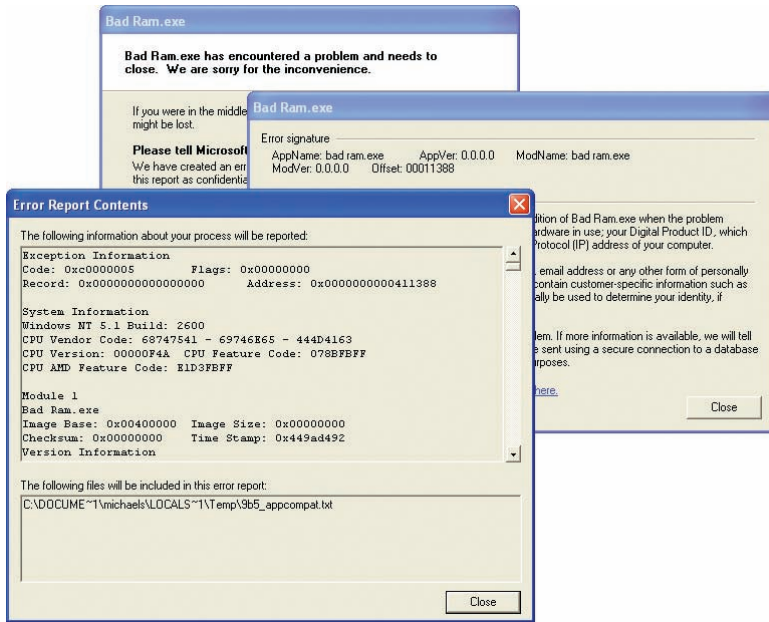 Bad Ram.exe
Bad Ram.exe has encountered a problem and needs to
close. We are sorry for the inconvenience.
If you were in the middle
might be lost.
Please tell Microsoft
We have created an err
this report as confidentia
Bad Ram.exe
Error signature
AppName: bad ram.exe AppVer: 0.0.0.0 ModName: bad ram.exe
ModVer: 0.0.0.0 Offset: 00011388
dition of Bad Ram.exe when the problem
ardware in use; your Digital Product ID, which
Protocol (IP) address of your computer.
email address or any other form of personally
contain customer-specific information such as
ally be used to determine your identity, if
lem. If more information is available, we will tell
e sent using a secure connection to a database
rposes.
here.
Close
Error Report Contents
The following information about your process will be reported:
Exception Information
Code: 0xc0000005 Flags: 0x00000000
Record: 0x0000000000000000 Address: 0x0000000000411388
System Information
Windows NT 5.1 Build: 2600
CPU Vendor Code: 68747541 - 69746E65 - 444D4163
CPU Version: 00000F4A CPU Feature Code: 078BFBFF
CPU AMD Feature Code: E1D3FBFF
Module 1
Bad Ram.exe
Image Base: 0x00400000 Image Size: 0x00000000
Checksum: 0x00000000 Time Stamp: 0x449ad492
Version Information
The following files will be included in this error report:
C:\DOCUME~1\michaels\LOCALS~1\Temp\9b5_appcompat.txt
Close